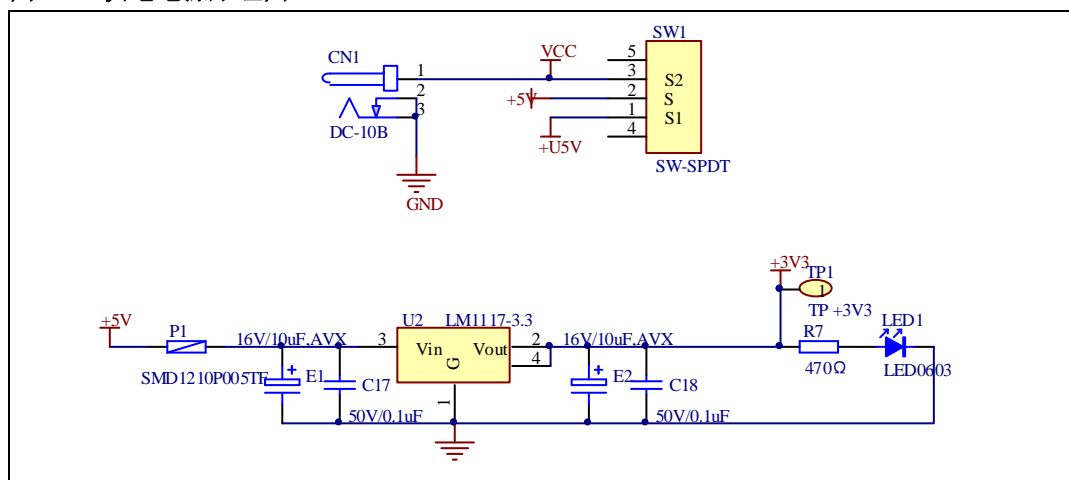 SW1
CN1
VCC
5
1
3
S2
2
+5V
2
S
3
1
S1
DC-10B
4
+U5V
SW-SPDT
GND
+3V3
TP1
1
+5V
P1
U2
LM1117-3.3
TP +3V3
R7
LED1
16V/10uF,AVX
3
Vin
Vout
2
16V/10uF,AVX
4
G
470Ω
LED0603
SMD1210P005TF
E1
C17
E2
C18
1
50V/0.1uF
50V/0.1uF